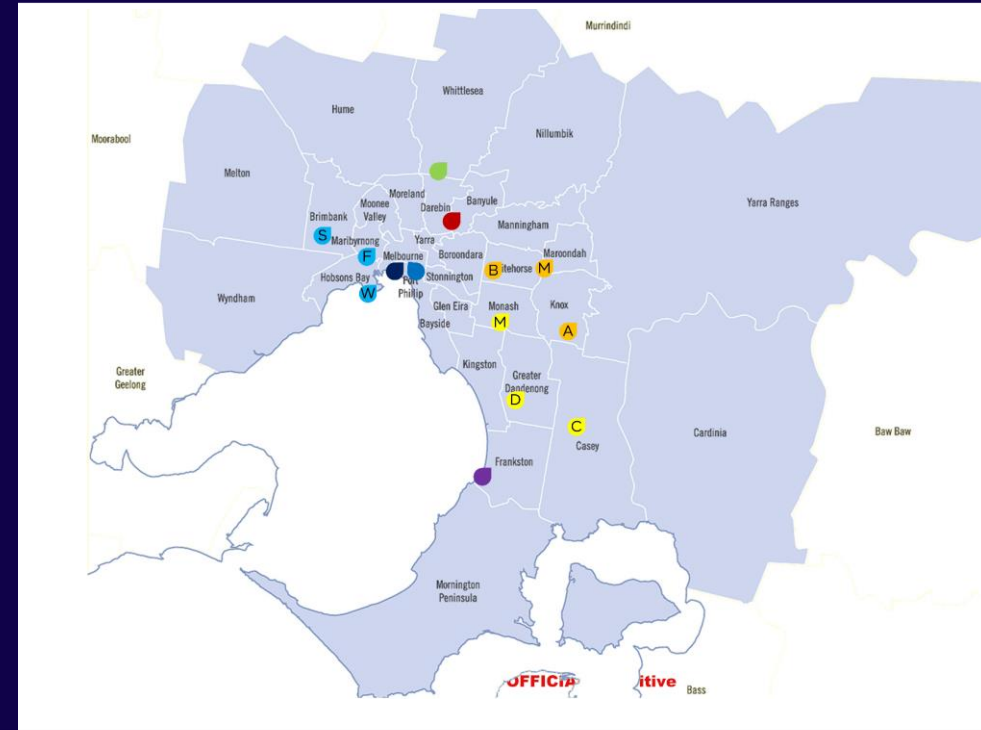 Murrindindi
Whittlesea
Hume
Nillumbik
Moorabool
Melton
Yarra Ranges
Moreland
Banyule
Moonee
Valley
Darebin
Brimbank
Manningham
S
Maribyrnong
Yarra
Maroondah
F
Melbourne
Boroondara
B
itehorse
M
Hobsons Bay
Stonnington
Phillip
W
Wyndham
Glen Eira
Monash
Knox
Bayside
M
A
Kingston
Greater
Geelong
Greater
Dandenong
D
C
Casey
Cardinia
Baw Baw
Frankston
Mornington
Peninsula
OFFICIA
itive
Bass